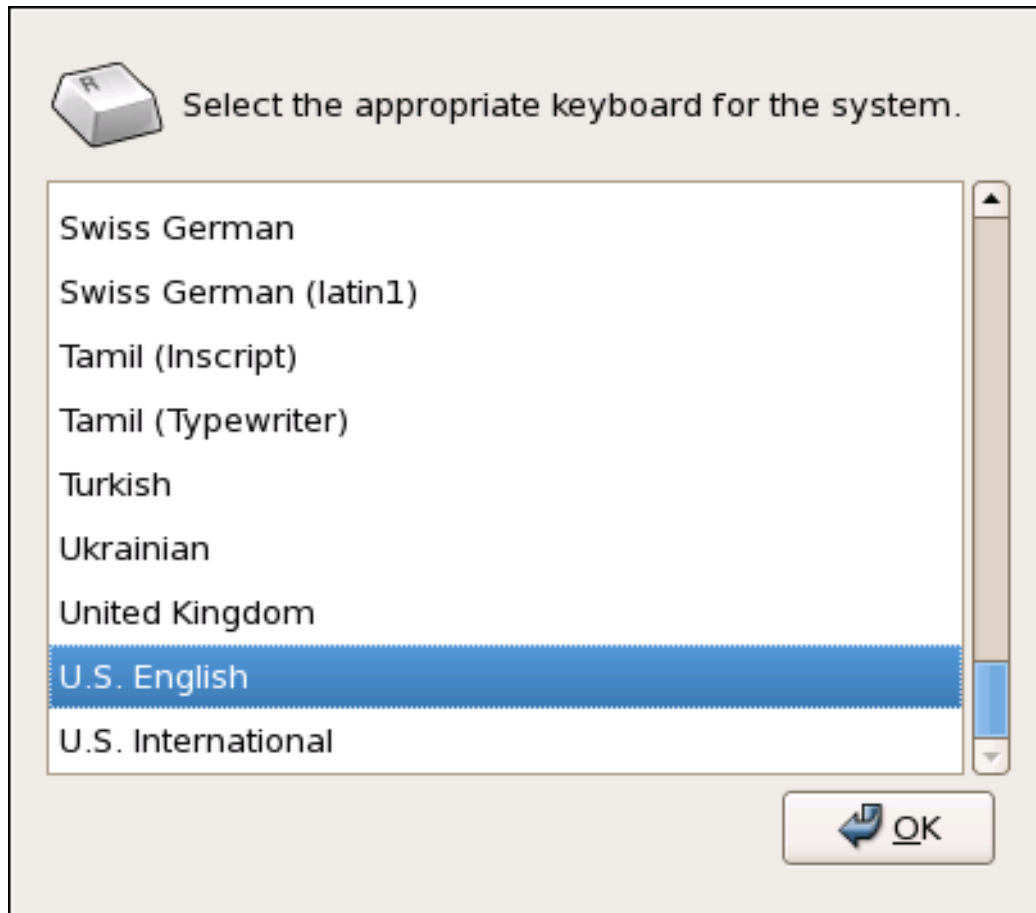 R
Select the appropriate keyboard for the system.
Swiss German
Swiss German (latin1)
Tamil (Inscript)
Tamil (Typewriter)
Turkish
Ukrainian
United Kingdom
U.S. English
U.S. International
OK